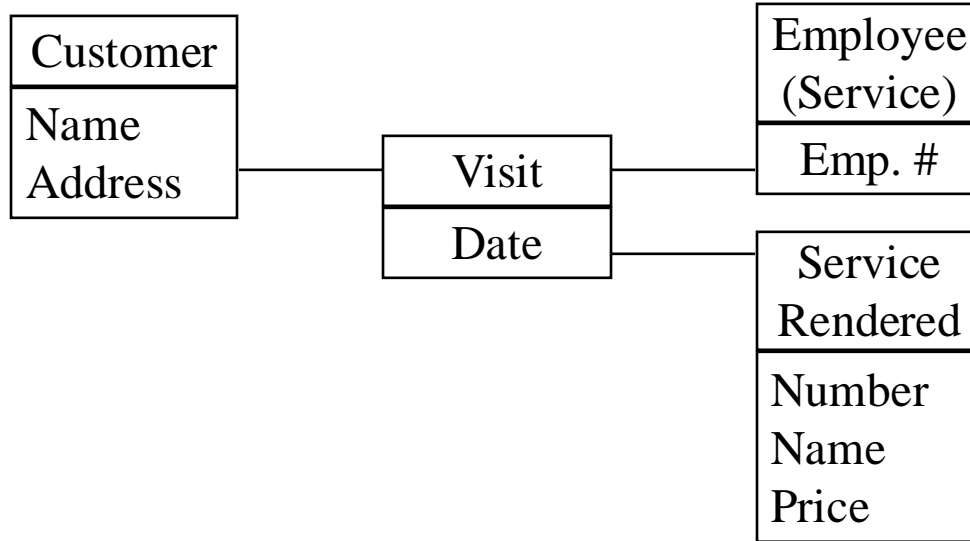 Customer
Name
Address
Visit
Date
Employee
(Service)
Emp. #
Service
Rendered
Number
Name
Price